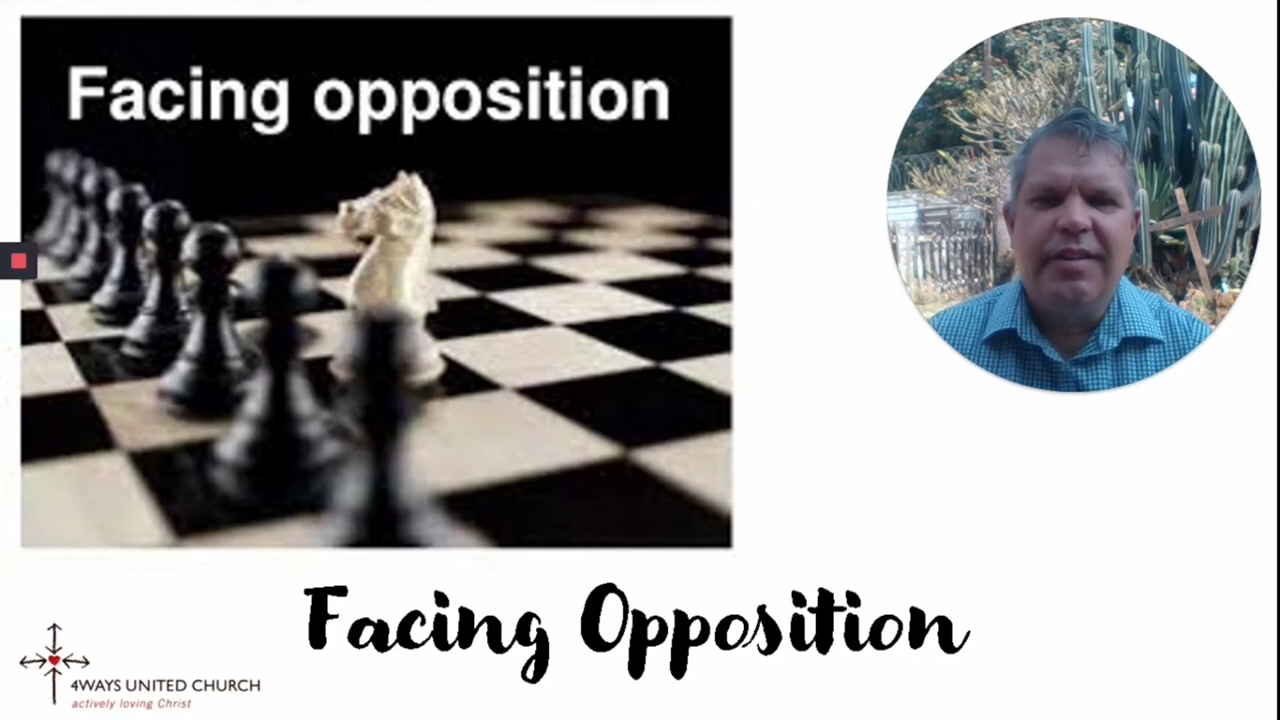 Facing opposition
Facing Opposition
4WAYS UNITED CHURCH
actively loving Christ